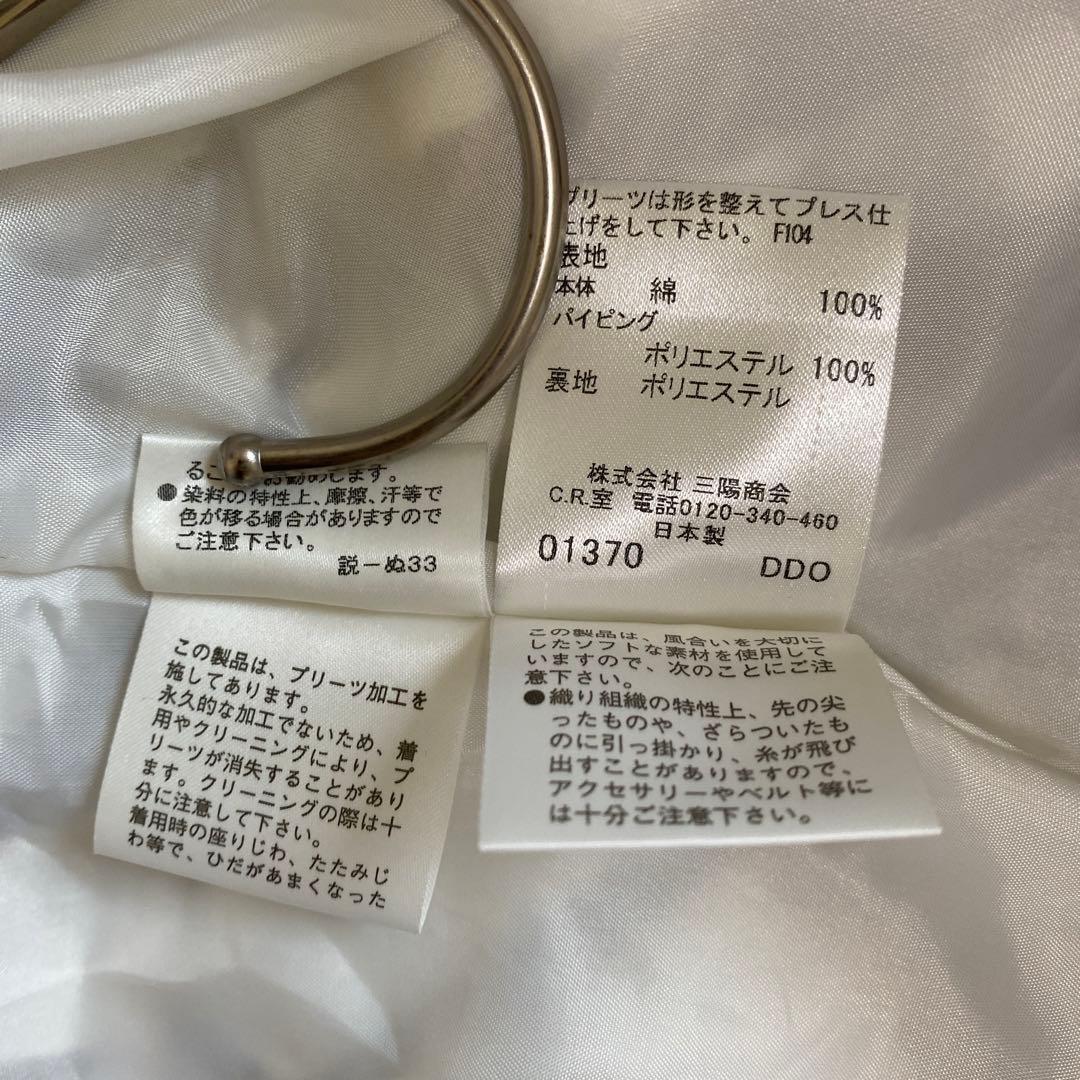 プリーツは形を整えてプレス仕
上げをして下さい。F104
表地
本体 綿 100%
パイピング
ポリエステル 100%
裏地 ポリエステル
株式会社 三陽商会
C.R.室 電話0120-340-460
日本製
01370 DDO
るこ お勧めします。
●染料の特性上、摩擦、汗等で
色が移る場合がありますので
ご注意下さい。
説ーぬ33
この製品は、プリーツ加工を
施してあります。
永久的な加工でないため、着
用やクリーニングにより、プ
リーツが消失することがあり
ます。クリーニングの際は十
分に注意して下さい。
着用時の座りじわ、たたみじ
わ等で、ひだがあまくなった
この製品は、風合いを大切に
したソフトな素材を使用して
いますので、次のことにご注
意下さい。
●織り組織の特性上、先の尖
ったものや、ざらついたも
のに引っ掛かり、糸が飛び
出すことがありますので、
アクセサリーやベルト等に
は十分ご注意下さい。